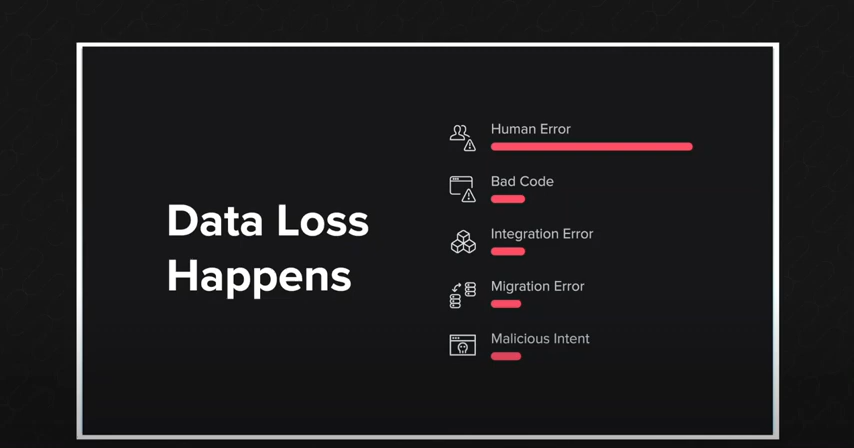 Data Loss
Happens
Human Error
Bad Code
Integration Error
Migration Error
Malicious Intent